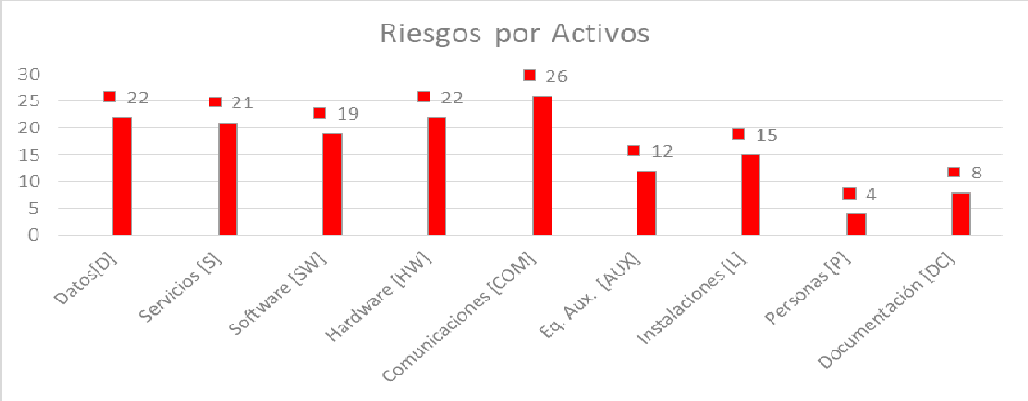 Riesgos por Activos
30
25
20
15
10
5
0
22
21
19
22
26
12
15
4
8
Datos[D]
Servicios [S]
Software [SW]
Hardware [HW]
Comunicaciones [COM]
Eq. Aux. [AUX]
Instalaciones [L]
Personas [P]
Documentación [DC]